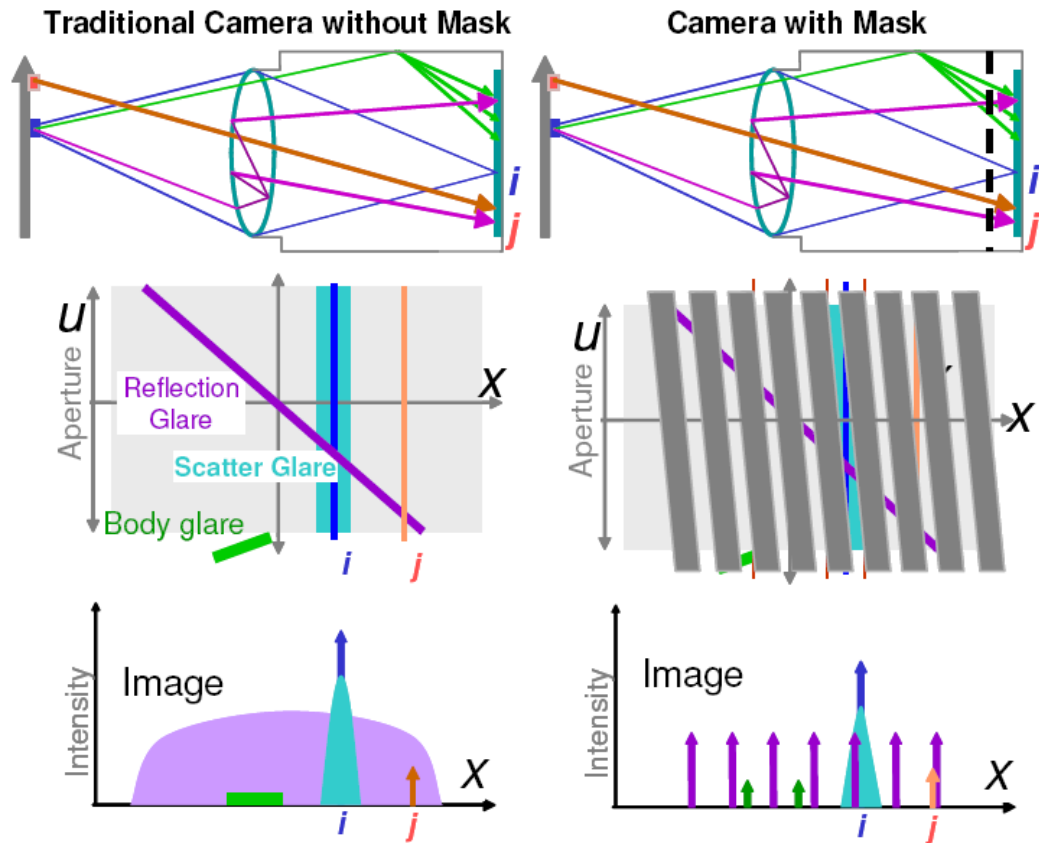 Traditional Camera without Mask
Camera with Mask
i
j
i
j
u
Aperture
X
Reflection
Glare
Scatter Glare
Body glare
i
j
u
Aperture
X
Intensity
Image
X
i
j
Intensity
Image
X
i
j